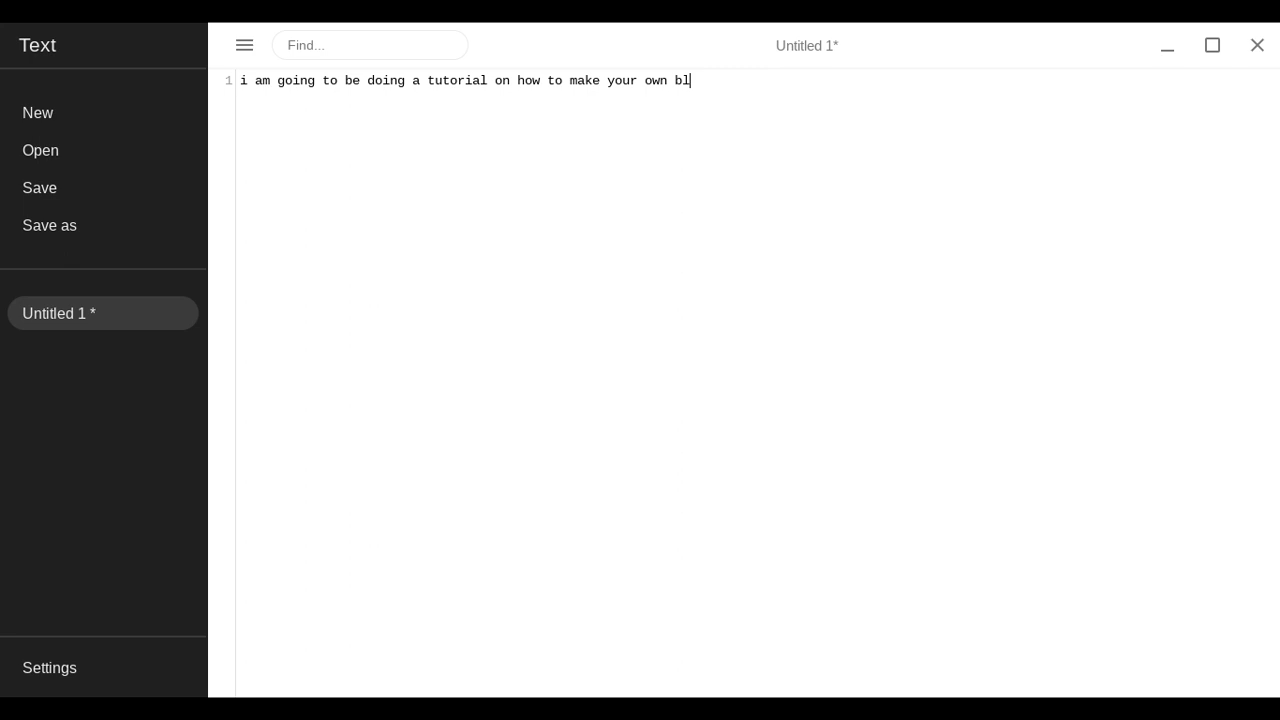 Text
New
Open
Save
Save as
Untitled 1 *
Settings
Find...
Untitled 1*
1
i am going to be doing a tutorial on how to make your own bl